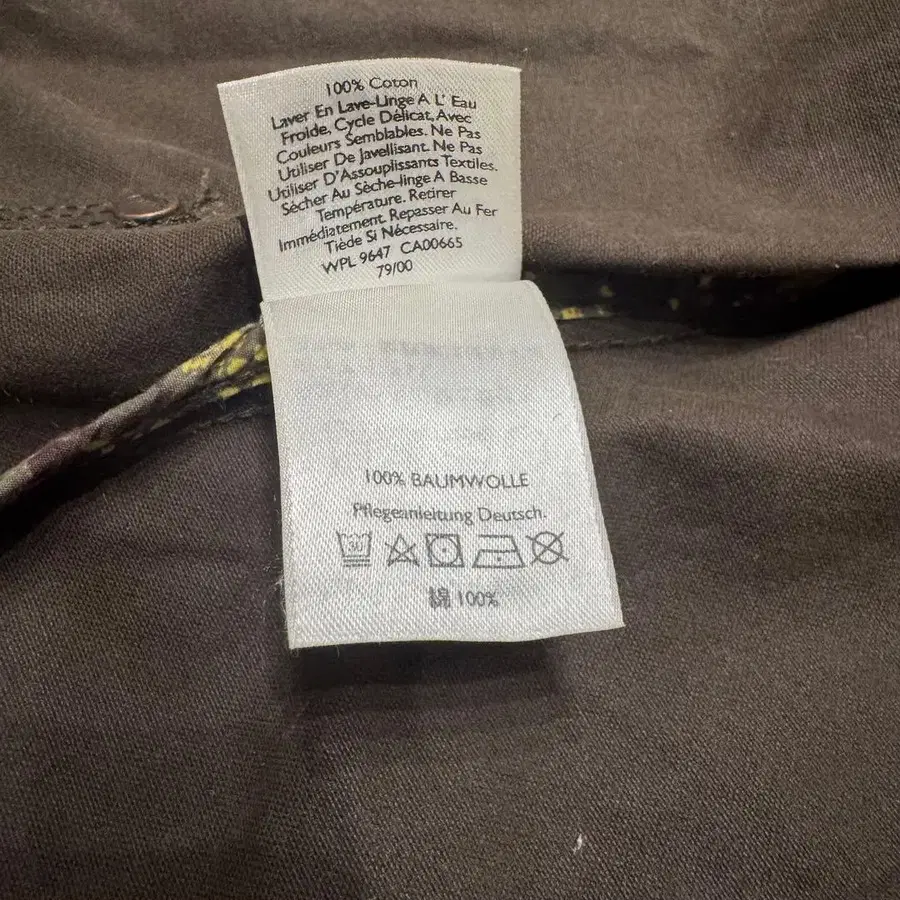 100% Coton
Laver En Lave-Linge A L' Eau
Froide, Cycle Délicat, Avec
Couleurs Semblables. Ne Pas
Utiliser De Javellisant. Ne Pas
Utiliser D'Assouplissants Textiles.
Sècher Au Sèche-linge A Basse
Température. Retirer
Immédiatement. Repasser Au Fer
Tiède Si Nécessaire.
WPL 9647 CA00665
79/00
100% BAUMWOLLE
Pflegeanleitung Deutsch.
30
綿 100%